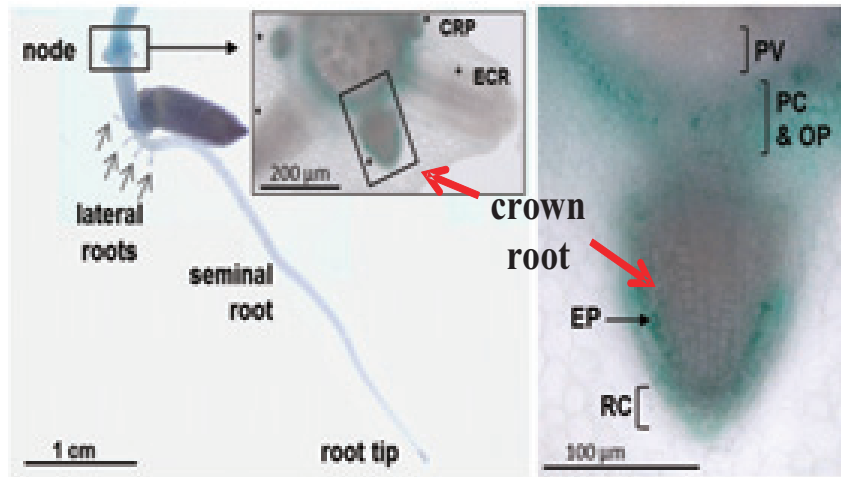 node
CRP
ECR
200 µm
crown
root
lateral
roots
seminal
root
1 cm
root tip
PV
PC
& OP
EP
RC
100 µm